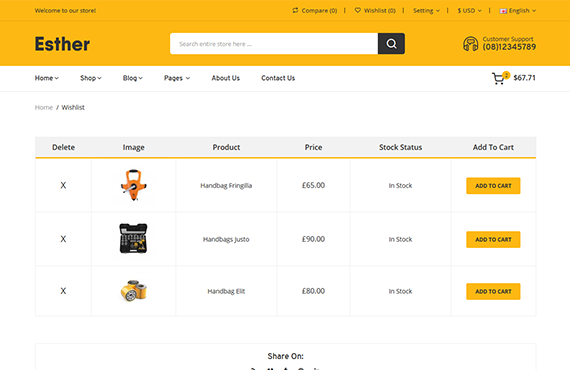 Welcome to our store!
Compare (0) | Wishlist (0) | Setting | $ USD | English
Esther
Search entire store here ...
Customer Support
(08)12345789
Home Shop Blog Pages About Us Contact Us
2 $67.71
Home / Wishlist
Delete Image Product Price Stock Status Add To Cart
X Handbag Fringilla £65.00 In Stock ADD TO CART
X Handbags Justo £90.00 In Stock ADD TO CART
X Handbag Elit £80.00 In Stock ADD TO CART
Share On: